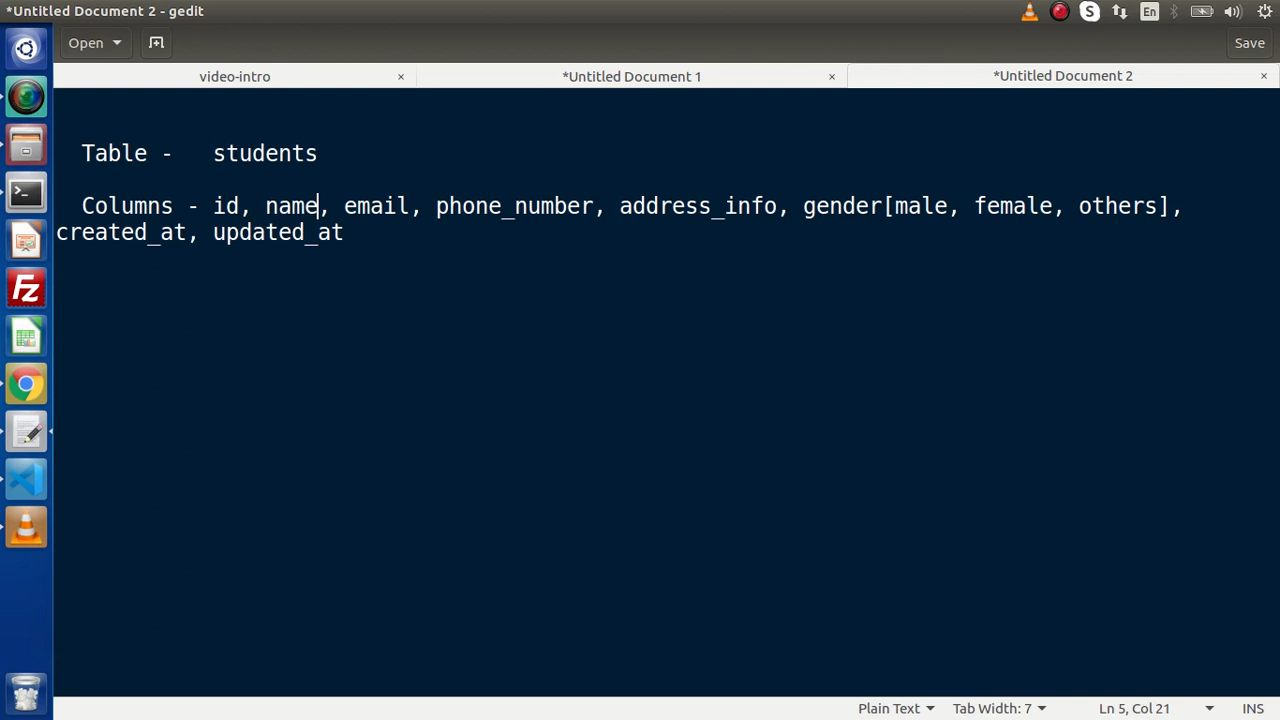 *Untitled Document 2 - gedit
En
Open
Save
video-intro × *Untitled Document 1 × *Untitled Document 2 ×
Table - students
Columns - id, name, email, phone_number, address_info, gender[male, female, others],
created_at, updated_at
Plain Text Tab Width: 7 Ln 5, Col 21 INS